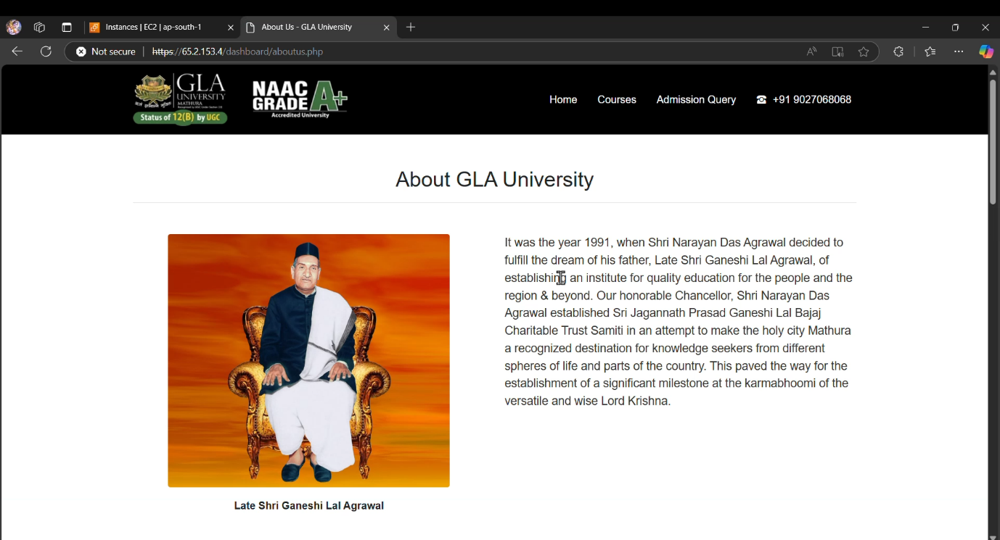 Instances | EC2 | ap-south-1
About Us - GLA University
Not secure
https://65.2.153.4/dashboard/aboutus.php
GLA
UNIVERSITY
MATHURA
Status of 12(B) by UGC
NAAC
GRADE A+
Accredited University
Home
Courses
Admission Query
+91 9027068068
About GLA University
It was the year 1991, when Shri Narayan Das Agrawal decided to
fulfill the dream of his father, Late Shri Ganeshi Lal Agrawal, of
establishing an institute for quality education for the people and the
region & beyond. Our honorable Chancellor, Shri Narayan Das
Agrawal established Sri Jagannath Prasad Ganeshi Lal Bajaj
Charitable Trust Samiti in an attempt to make the holy city Mathura
a recognized destination for knowledge seekers from different
spheres of life and parts of the country. This paved the way for the
establishment of a significant milestone at the karmabhoomi of the
versatile and wise Lord Krishna.
Late Shri Ganeshi Lal Agrawal